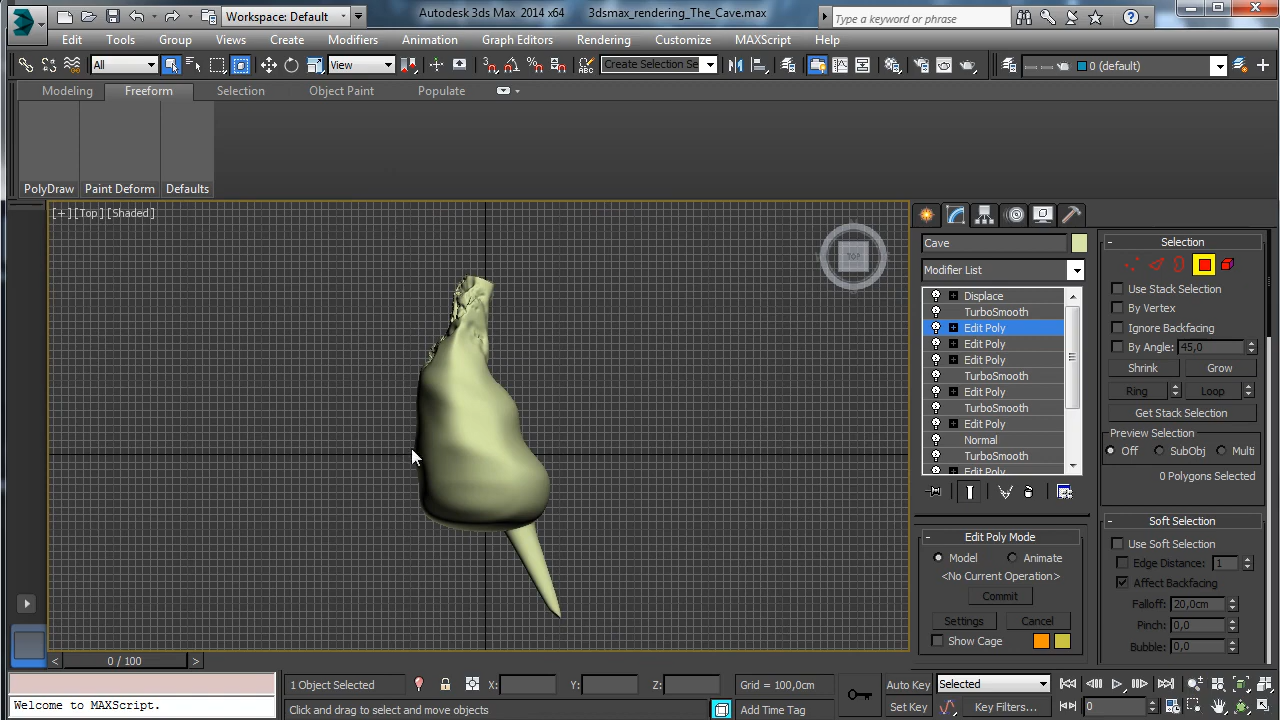 Workspace: Default
Autodesk 3ds Max 2014 x64
3dsmax_rendering_The_Cave.max
Type a keyword or phrase
Edit Tools Group Views Create Modifiers Animation Graph Editors Rendering Customize MAXScript Help
All
View
Create Selection Se
0 (default)
Modeling Freeform Selection Object Paint Populate
PolyDraw Paint Deform Defaults
[+][Top][Shaded]
TOP
Cave
Modifier List
Displace
TurboSmooth
Edit Poly
Edit Poly
Edit Poly
TurboSmooth
Edit Poly
TurboSmooth
Edit Poly
Normal
TurboSmooth
Edit Poly
Edit Poly Mode
Model Animate
<No Current Operation>
Commit
Settings Cancel
Show Cage
Selection
Use Stack Selection
By Vertex
Ignore Backfacing
By Angle: 45,0
Shrink Grow
Ring Loop
Get Stack Selection
Preview Selection
Off SubObj Multi
0 Polygons Selected
Soft Selection
Use Soft Selection
Edge Distance: 1
Affect Backfacing
Falloff: 20,0cm
Pinch: 0,0
Bubble: 0,0
0 / 100
1 Object Selected
X: Y: Z:
Grid = 100,0cm
Auto Key Selected
Welcome to MAXScript.
Click and drag to select and move objects
Add Time Tag
Set Key Key Filters...
0